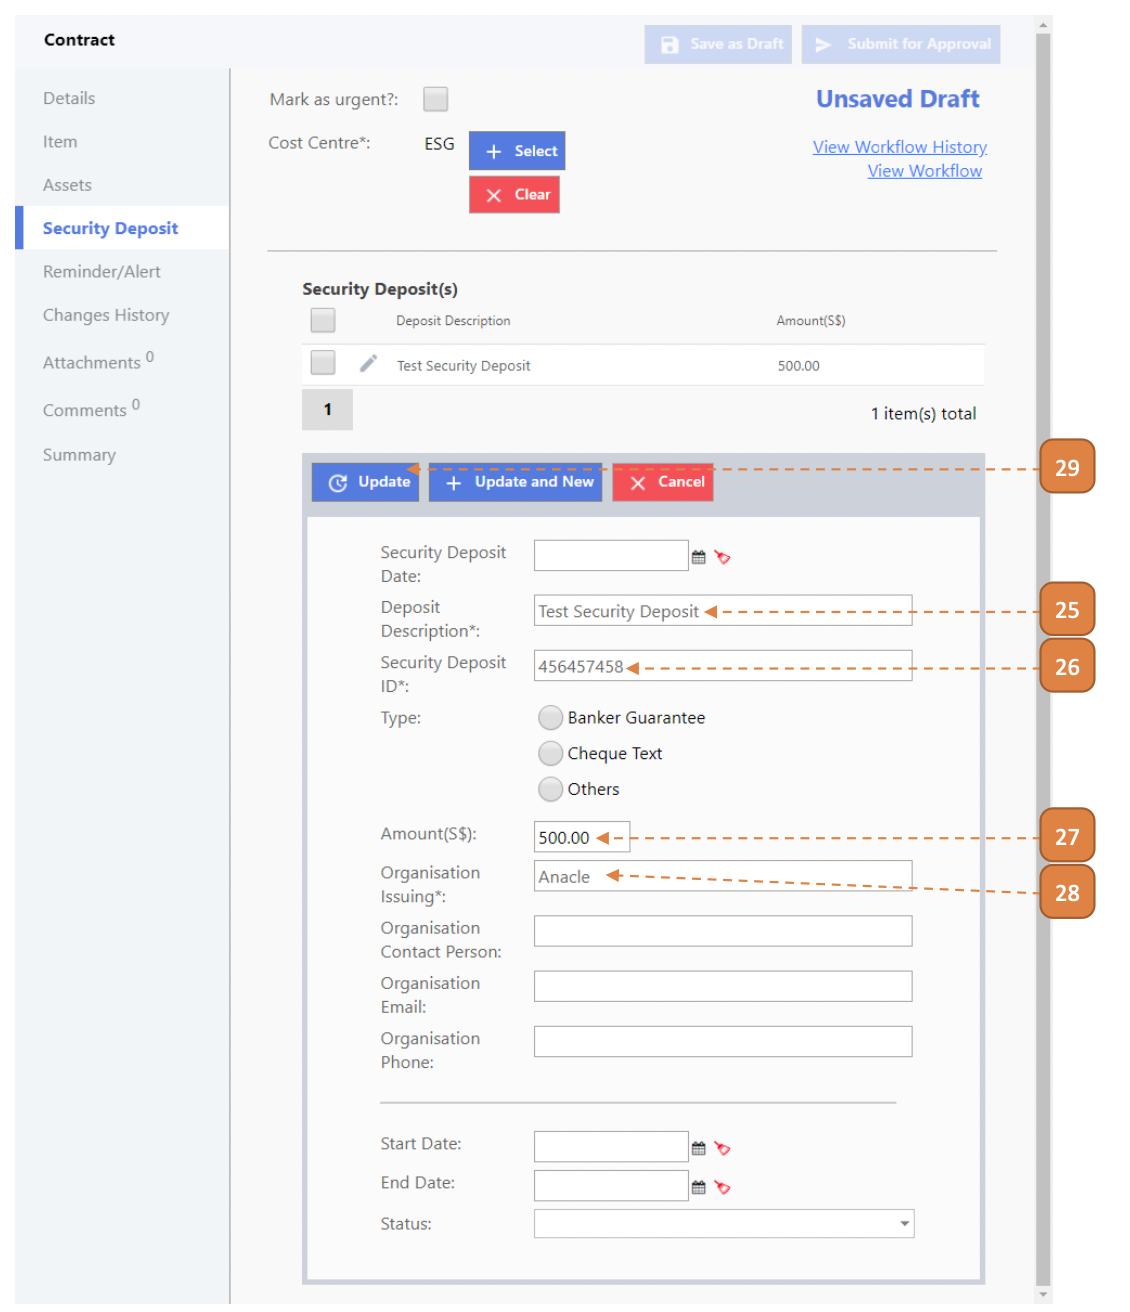 Contract
Save as Draft
Submit for Approval
Details
Item
Assets
Security Deposit
Reminder/Alert
Changes History
Attachments 0
Comments 0
Summary
Mark as urgent?:
Unsaved Draft
Cost Centre*: ESG
Select
Clear
View Workflow History
View Workflow
Security Deposit(s)
Deposit Description Amount(S$)
Test Security Deposit 500.00
1
1 item(s) total
Update
Update and New
Cancel
29
Security Deposit
Date:
Deposit
Description*:
Test Security Deposit
25
Security Deposit
ID*:
456457458
26
Type:
Banker Guarantee
Cheque Text
Others
Amount(S$): 500.00
27
Organisation
Issuing*:
Anacle
28
Organisation
Contact Person:
Organisation
Email:
Organisation
Phone:
Start Date:
End Date:
Status: